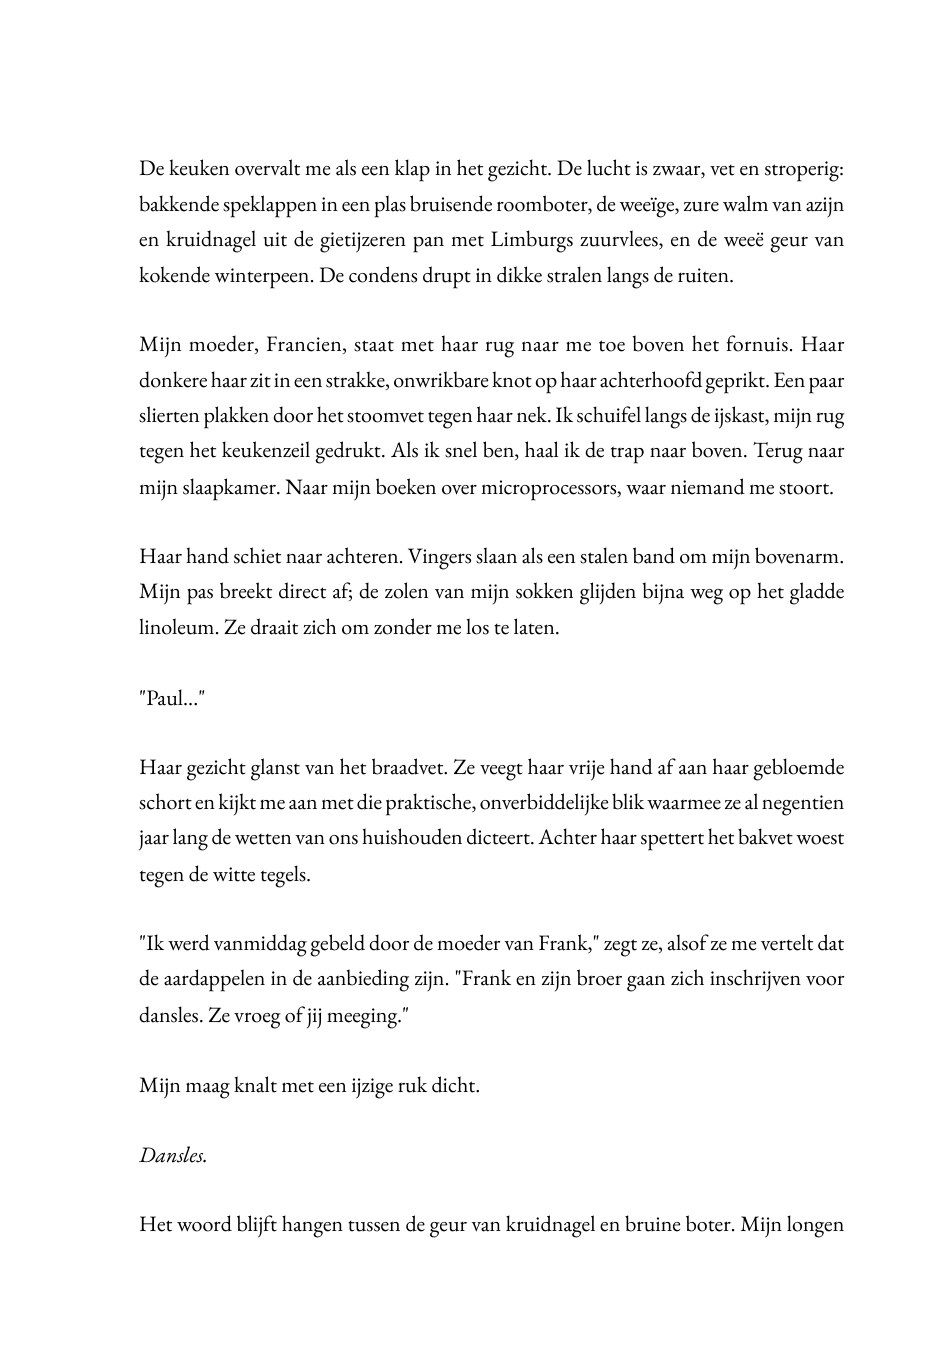 De keuken overvalt me als een klap in het gezicht. De lucht is zwaar, vet en stroperig:
bakkende speklappen in een plas bruisende roomboter, de weeïge, zure walm van azijn
en kruidnagel uit de gietijzeren pan met Limburgs zuurvlees, en de weeë geur van
kokende winterpeen. De condens drupt in dikke stralen langs de ruiten.
Mijn moeder, Francien, staat met haar rug naar me toe boven het fornuis. Haar
donkere haar zit in een strakke, onwrikbare knot op haar achterhoofd geprikt. Een paar
slierten plakken door het stoomvet tegen haar nek. Ik schuifel langs de ijskast, mijn rug
tegen het keukenzeil gedrukt. Als ik snel ben, haal ik de trap naar boven. Terug naar
mijn slaapkamer. Naar mijn boeken over microprocessors, waar niemand me stoort.
Haar hand schiet naar achteren. Vingers slaan als een stalen band om mijn bovenarm.
Mijn pas breekt direct af; de zolen van mijn sokken glijden bijna weg op het gladde
linoleum. Ze draait zich om zonder me los te laten.
"Paul..."
Haar gezicht glanst van het braadvet. Ze veegt haar vrije hand af aan haar gebloemde
schort en kijkt me aan met die praktische, onverbiddelijke blik waarmee ze al negentien
jaar lang de wetten van ons huishouden dicteert. Achter haar spettert het bakvet woest
tegen de witte tegels.
"Ik werd vanmiddag gebeld door de moeder van Frank," zegt ze, alsof ze me vertelt dat
de aardappelen in de aanbieding zijn. "Frank en zijn broer gaan zich inschrijven voor
dansles. Ze vroeg of jij meeging."
Mijn maag knalt met een ijzige ruk dicht.
Dansles.
Het woord blijft hangen tussen de geur van kruidnagel en bruine boter. Mijn longen